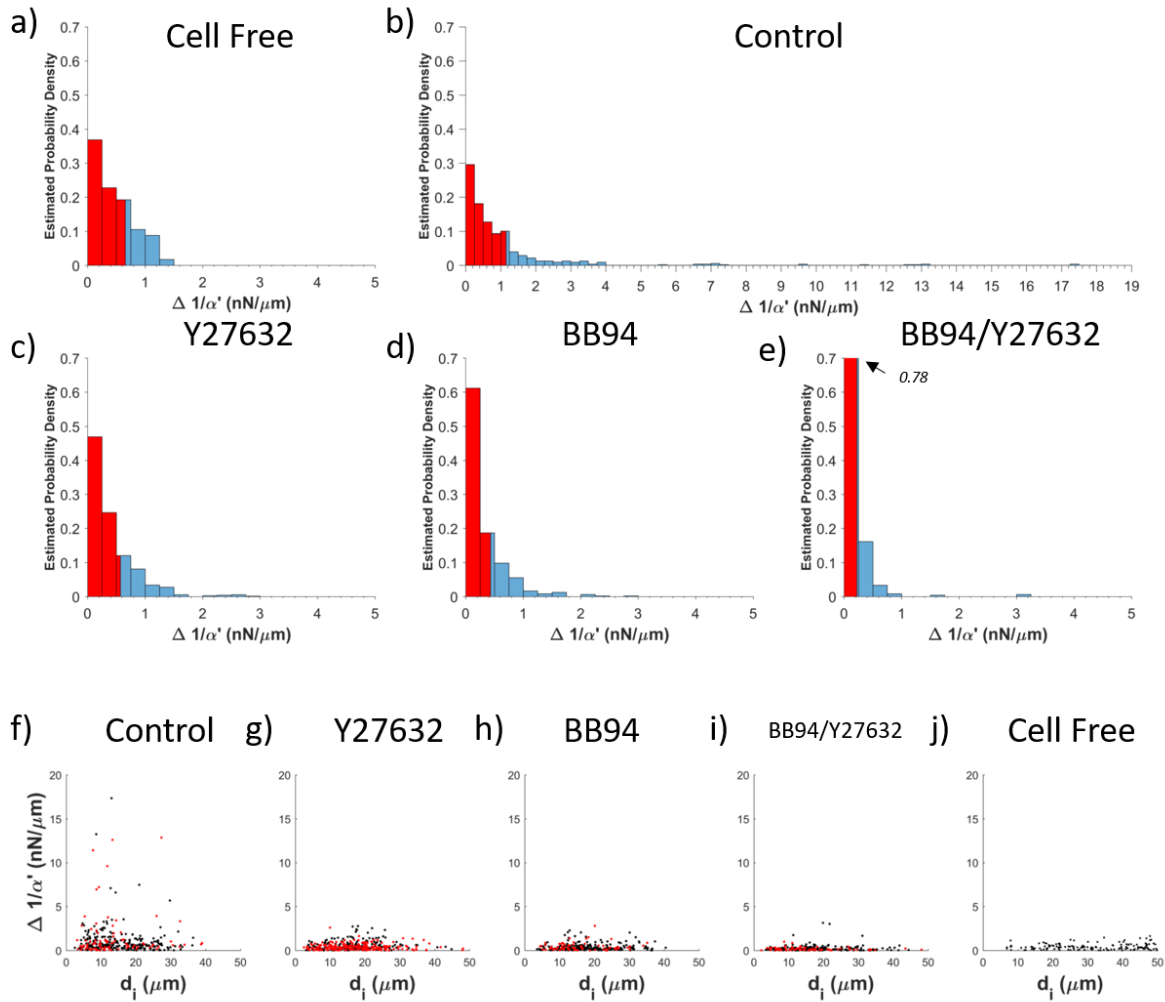 a) Cell Free
Estimated Probability Density
0.7
0.6
0.5
0.4
0.3
0.2
0.1
0
0 1 2 3 4 5
Δ 1/α' (nN/μm)
b) Control
Estimated Probability Density
0.7
0.6
0.5
0.4
0.3
0.2
0.1
0
0 1 2 3 4 5 6 7 8 9 10 11 12 13 14 15 16 17 18 19
Δ 1/α' (nN/μm)
c) Y27632
Estimated Probability Density
0.7
0.6
0.5
0.4
0.3
0.2
0.1
0
0 1 2 3 4 5
Δ 1/α' (nN/μm)
d) BB94
Estimated Probability Density
0.7
0.6
0.5
0.4
0.3
0.2
0.1
0
0 1 2 3 4 5
Δ 1/α' (nN/μm)
e) BB94/Y27632
Estimated Probability Density
0.7
0.6
0.5
0.4
0.3
0.2
0.1
0
0.78
0 1 2 3 4 5
Δ 1/α' (nN/μm)
f) Control
Δ 1/α' (nN/μm)
20
15
10
5
0
0 10 20 30 40 50
d_i (μm)
g) Y27632
20
15
10
5
0
0 10 20 30 40 50
d_i (μm)
h) BB94
20
15
10
5
0
0 10 20 30 40 50
d_i (μm)
i) BB94/Y27632
20
15
10
5
0
0 10 20 30 40 50
d_i (μm)
j) Cell Free
20
15
10
5
0
0 10 20 30 40 50
d_i (μm)